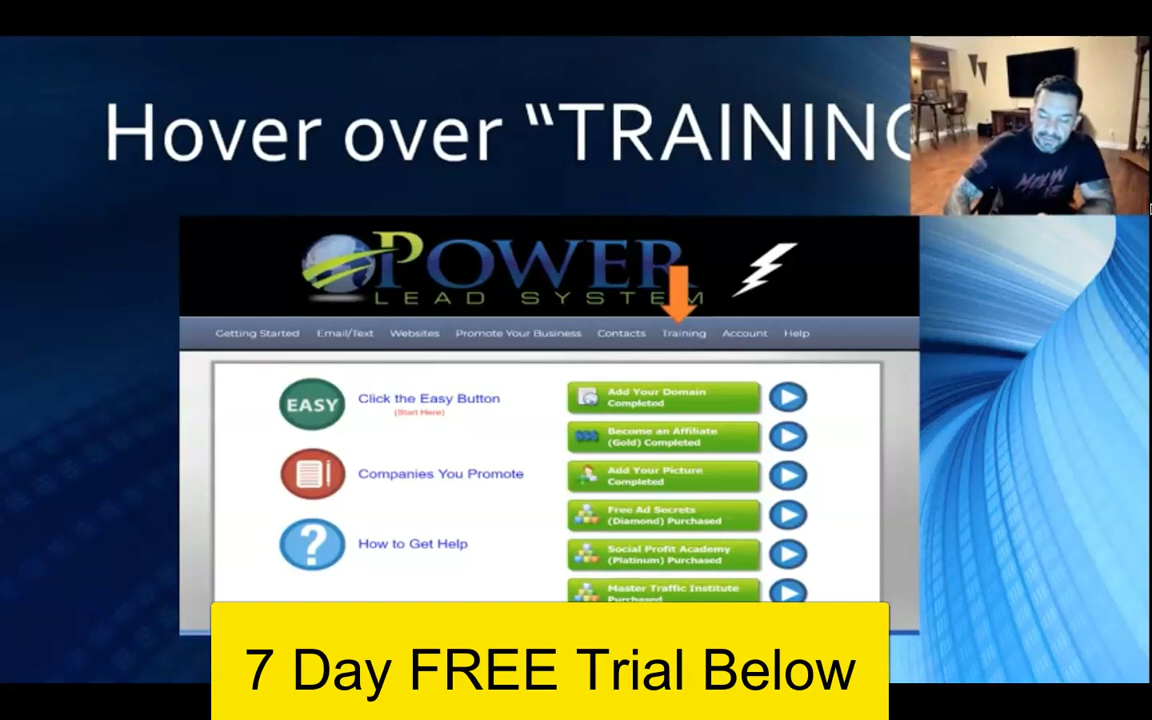 Hover over “TRAINING
POWER
LEAD SYSTEM
Getting Started Email/Text Websites Promote Your Business Contacts Training Account Help
EASY
Click the Easy Button
(Start Here)
Companies You Promote
?
How to Get Help
Add Your Domain
Completed
$$$
Become an Affiliate
(Gold) Completed
Add Your Picture
Completed
Free Ad Secrets
(Diamond) Purchased
Social Profit Academy
(Platinum) Purchased
Master Traffic Institute
Purchased
7 Day FREE Trial Below